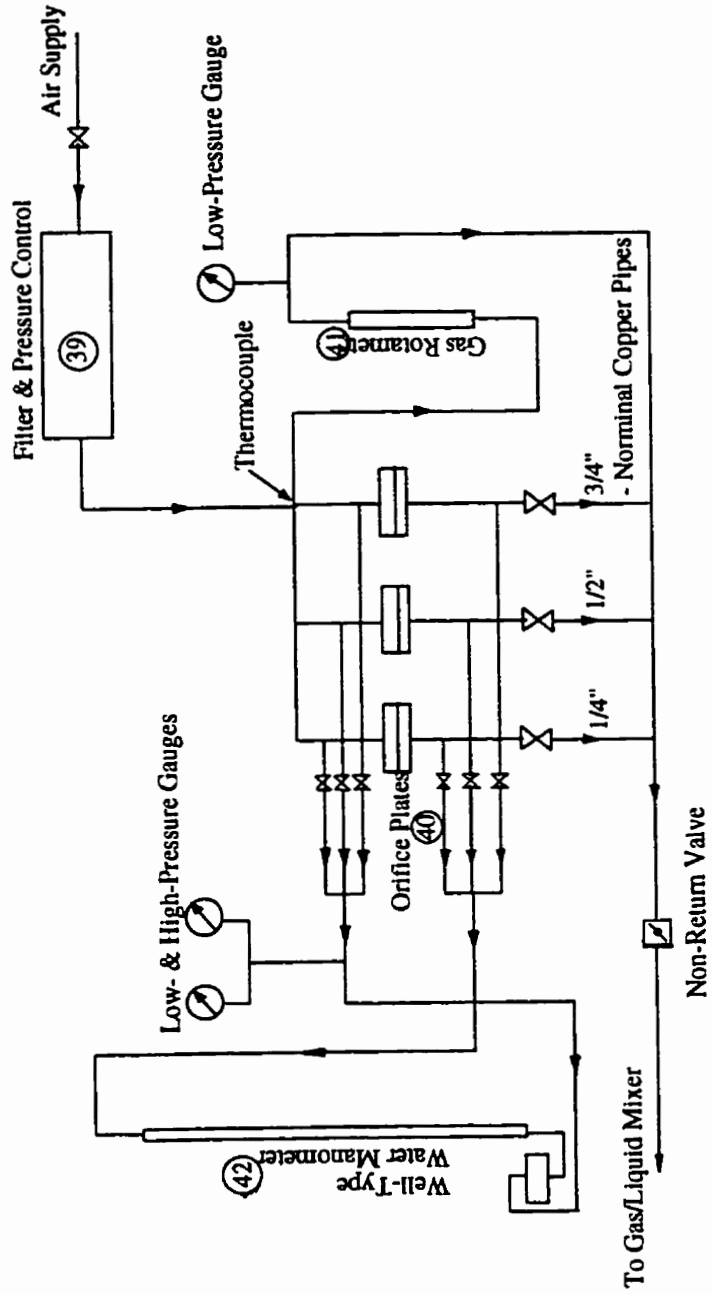 Air Supply
Filter & Pressure Control
39
Thermocouple
Low-Pressure Gauge
41
Gas Rotameter
Low- & High-Pressure Gauges
Orifice Plates
40
3/4"
- Norminal Copper Pipes
1/2"
1/4"
42
Well-Type
Water Manometer
Non-Return Valve
To Gas/Liquid Mixer